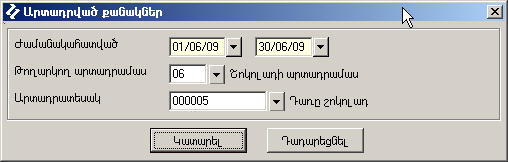 Արտադրված քանակներ
Ժամանակահատված 01/06/09 30/06/09
Թողարկող արտադրամաս 06 Շոկոլադի արտադրամաս
Արտադրատեսակ 000005 Դառը շոկոլադ
Կատարել Դադարեցնել